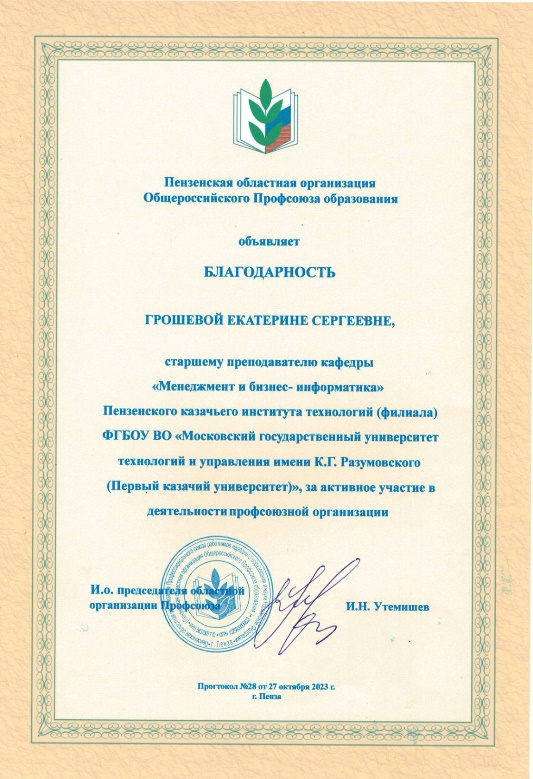 Пензенская областная организация
Общероссийского Профсоюза образования
объявляет
БЛАГОДАРНОСТЬ
ГРОШЕВОЙ ЕКАТЕРИНЕ СЕРГЕЕВНЕ,
старшему преподавателю кафедры
«Менеджмент и бизнес- информатика»
Пензенского казачьего института технологий (филиала)
ФГБОУ ВО «Московский государственный университет
технологий и управления имени К.Г. Разумовского
(Первый казачий университет)», за активное участие в
деятельности профсоюзной организации
И.о. председателя областной
организации Профсоюза
И.Н. Утемишев
Прогтокол №28 от 27 октября 2023 г.
г. Пенза